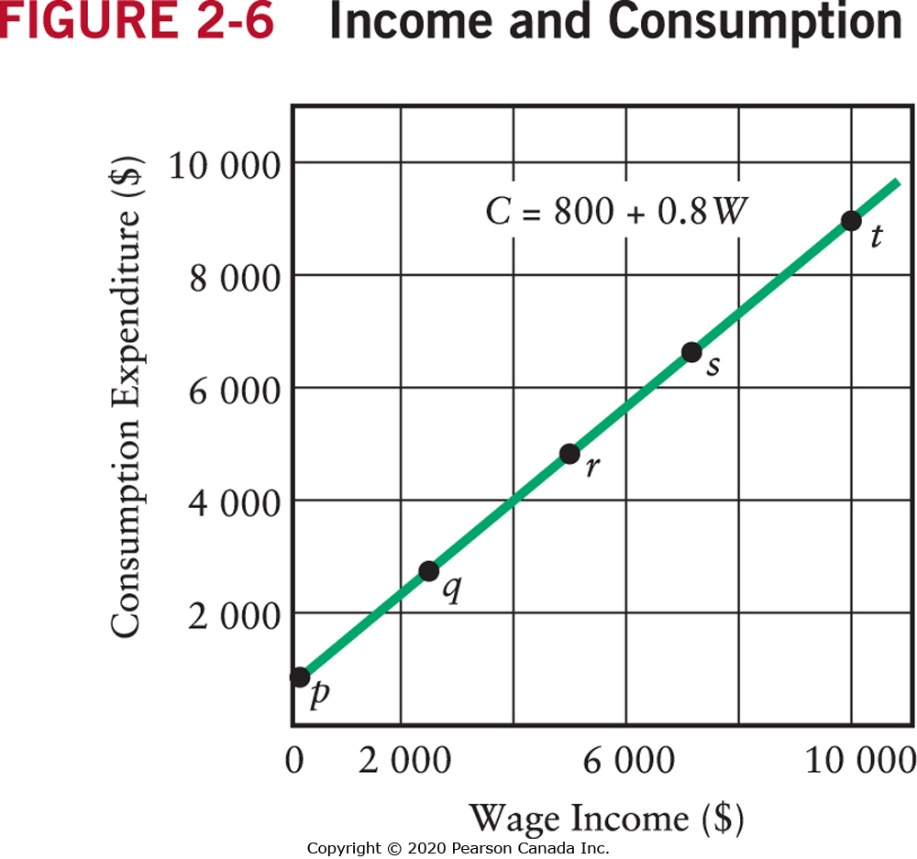 FIGURE 2-6 Income and Consumption
Consumption Expenditure ($)
10 000
8 000
6 000
4 000
2 000
C = 800 + 0.8W
t
s
r
q
p
0 2 000 6 000 10 000
Wage Income ($)
Copyright © 2020 Pearson Canada Inc.